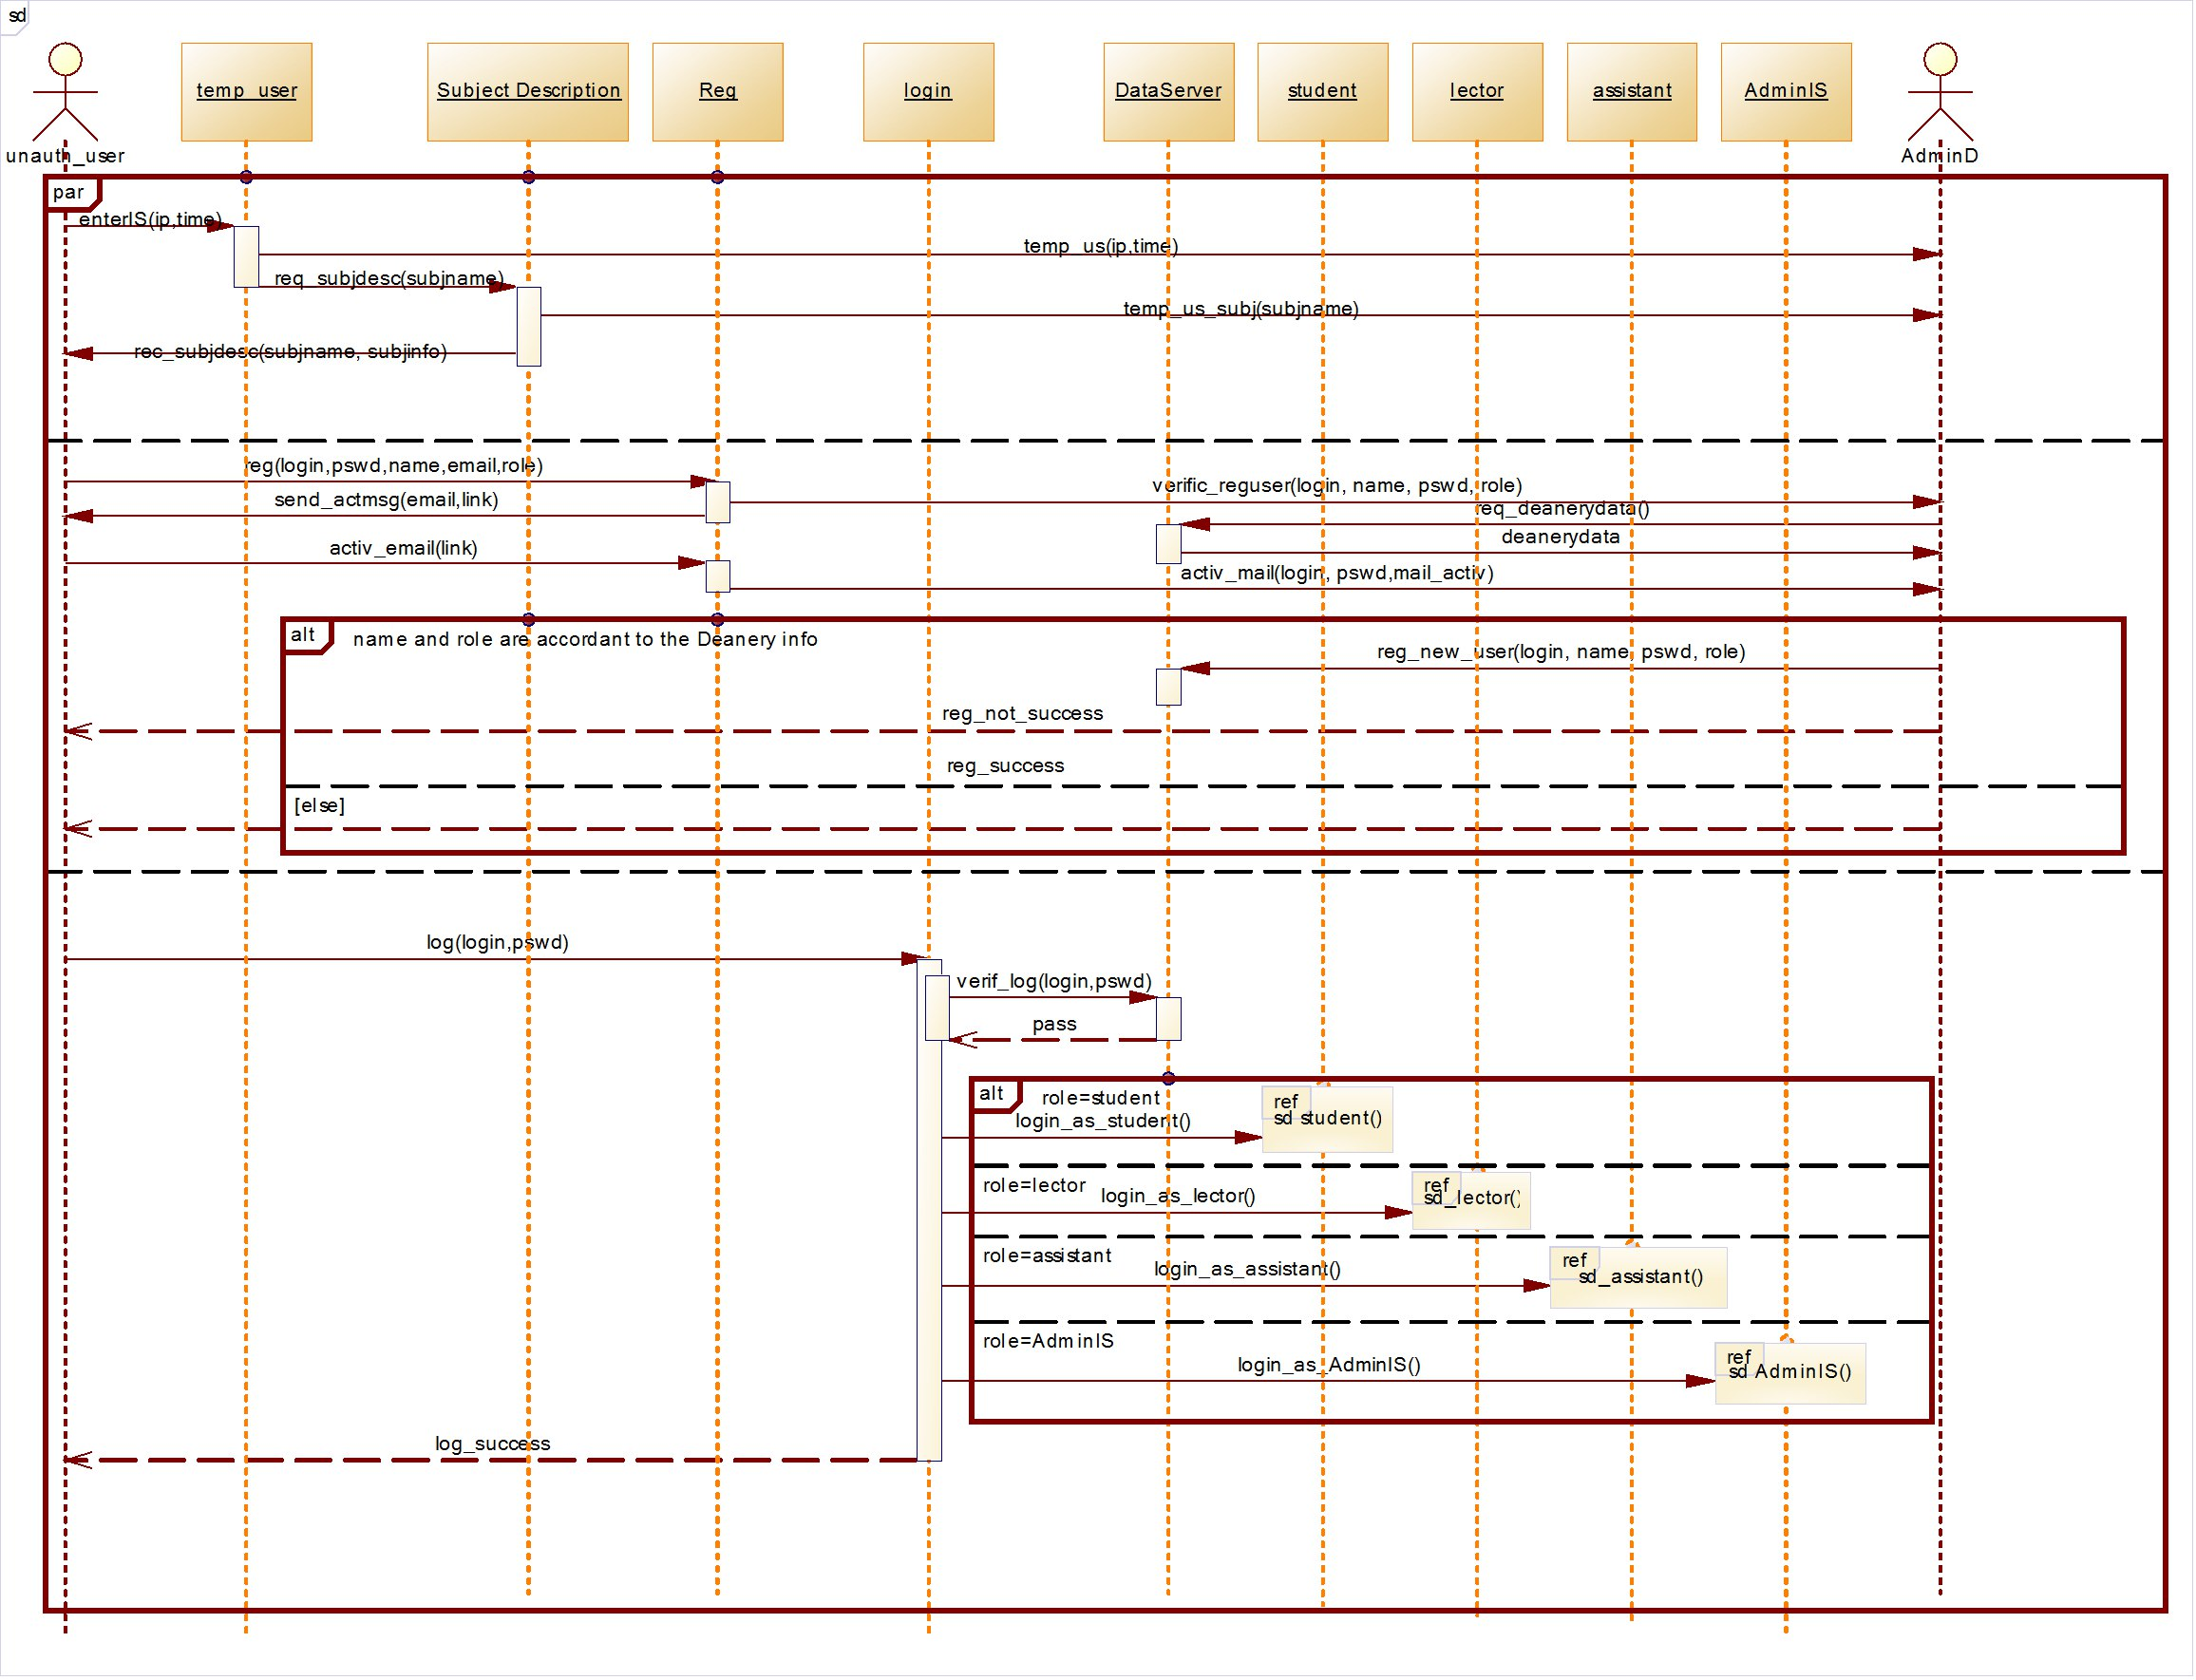 sd
temp_user
Subject Description
Reg
login
DataServer
student
lector
assistant
AdminIS
unauth_user
AdminD
par
enterIS(ip,time)
temp_us(ip,time)
req_subjdesc(subjname)
temp_us_subj(subjname)
rec_subjdesc(subjname, subjinfo)
reg(login,pswd,name,email,role)
verific_reguser(login, name, pswd, role)
send_actmsg(email,link)
req_deanerydata()
deanerydata
activ_email(link)
activ_mail(login, pswd,mail_activ)
alt
name and role are accordant to the Deanery info
reg_new_user(login, name, pswd, role)
reg_not_success
reg_success
[else]
log(login,pswd)
verif_log(login,pswd)
pass
alt
role=student
ref
sd student()
login_as_student()
role=lector
ref
sd_lector()
login_as_lector()
role=assistant
ref
sd_assistant()
login_as_assistant()
role=AdminIS
ref
sd AdminIS()
login_as_AdminIS()
log_success